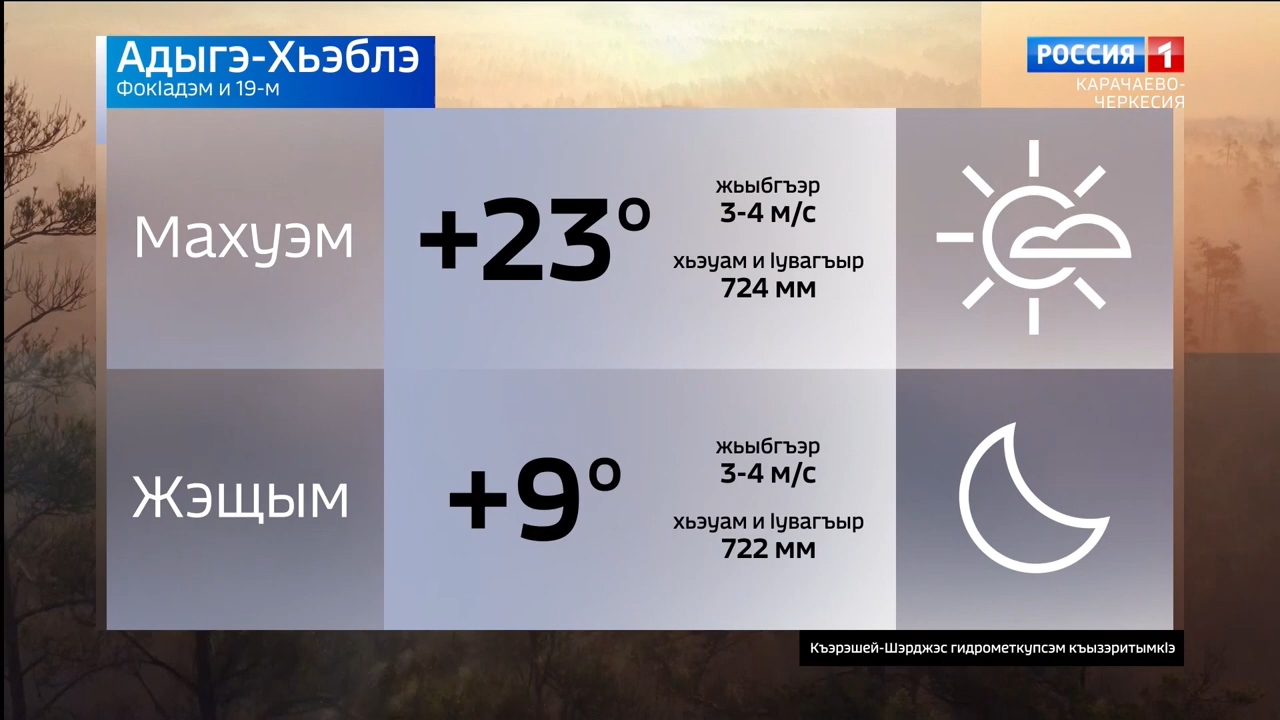 Адыгэ-Хьэблэ
ФокIадэм и 19-м
РОССИЯ 1
КАРАЧАЕВО-
ЧЕРКЕСИЯ
Махуэм
+23°
жьыбгъэр
3-4 м/с
хьэуам и Iувагъыр
724 мм
Жэщым
+9°
жьыбгъэр
3-4 м/с
хьэуам и Iувагъыр
722 мм
Къэрэшей-Шэрджэс гидрометкупсэм къызэритымкIэ